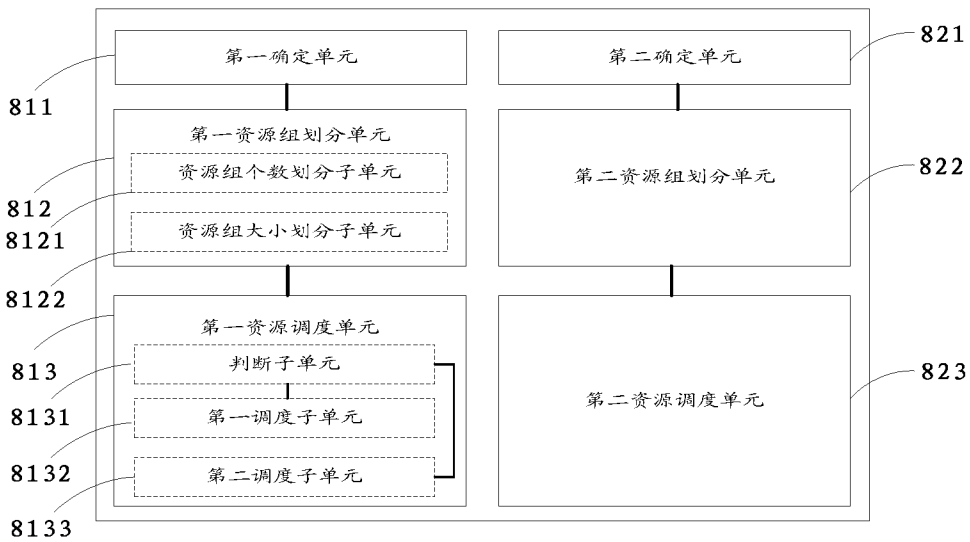 第一确定单元
811
第一资源组划分单元
资源组个数划分子单元
资源组大小划分子单元
812
8121
8122
第一资源调度单元
判断子单元
第一调度子单元
第二调度子单元
813
8131
8132
8133
第二确定单元
821
第二资源组划分单元
822
第二资源调度单元
823